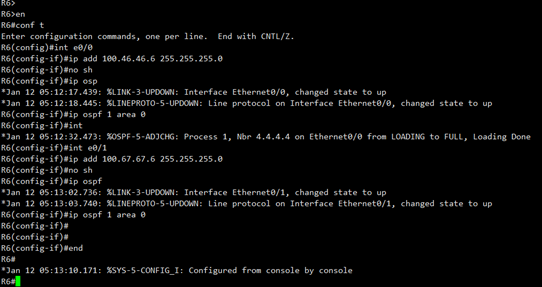 R6>
R6>en
R6#conf t
Enter configuration commands, one per line.  End with CNTL/Z.
R6(config)#int e0/0
R6(config-if)#ip add 100.46.46.6 255.255.255.0
R6(config-if)#no sh
R6(config-if)#ip osp
*Jan 12 05:12:17.439: %LINK-3-UPDOWN: Interface Ethernet0/0, changed state to up
*Jan 12 05:12:18.445: %LINEPROTO-5-UPDOWN: Line protocol on Interface Ethernet0/0, changed state to up
R6(config-if)#ip ospf 1 area 0
R6(config-if)#int
*Jan 12 05:12:32.473: %OSPF-5-ADJCHG: Process 1, Nbr 4.4.4.4 on Ethernet0/0 from LOADING to FULL, Loading Done
R6(config-if)#int e0/1
R6(config-if)#ip add 100.67.67.6 255.255.255.0
R6(config-if)#no sh
R6(config-if)#ip ospf
*Jan 12 05:13:02.736: %LINK-3-UPDOWN: Interface Ethernet0/1, changed state to up
*Jan 12 05:13:03.740: %LINEPROTO-5-UPDOWN: Line protocol on Interface Ethernet0/1, changed state to up
R6(config-if)#ip ospf 1 area 0
R6(config-if)#
R6(config-if)#
R6(config-if)#end
R6#
*Jan 12 05:13:10.171: %SYS-5-CONFIG_I: Configured from console by console
R6#